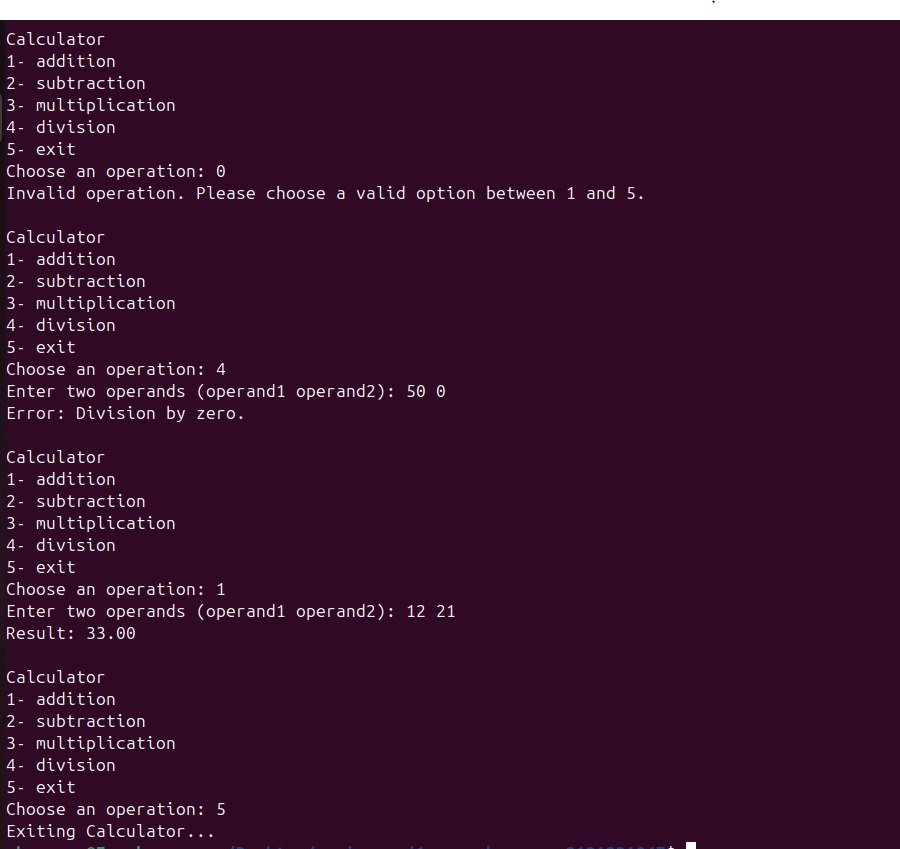 Calculator
1- addition
2- subtraction
3- multiplication
4- division
5- exit
Choose an operation: 0
Invalid operation. Please choose a valid option between 1 and 5.
Calculator
1- addition
2- subtraction
3- multiplication
4- division
5- exit
Choose an operation: 4
Enter two operands (operand1 operand2): 50 0
Error: Division by zero.
Calculator
1- addition
2- subtraction
3- multiplication
4- division
5- exit
Choose an operation: 1
Enter two operands (operand1 operand2): 12 21
Result: 33.00
Calculator
1- addition
2- subtraction
3- multiplication
4- division
5- exit
Choose an operation: 5
Exiting Calculator...